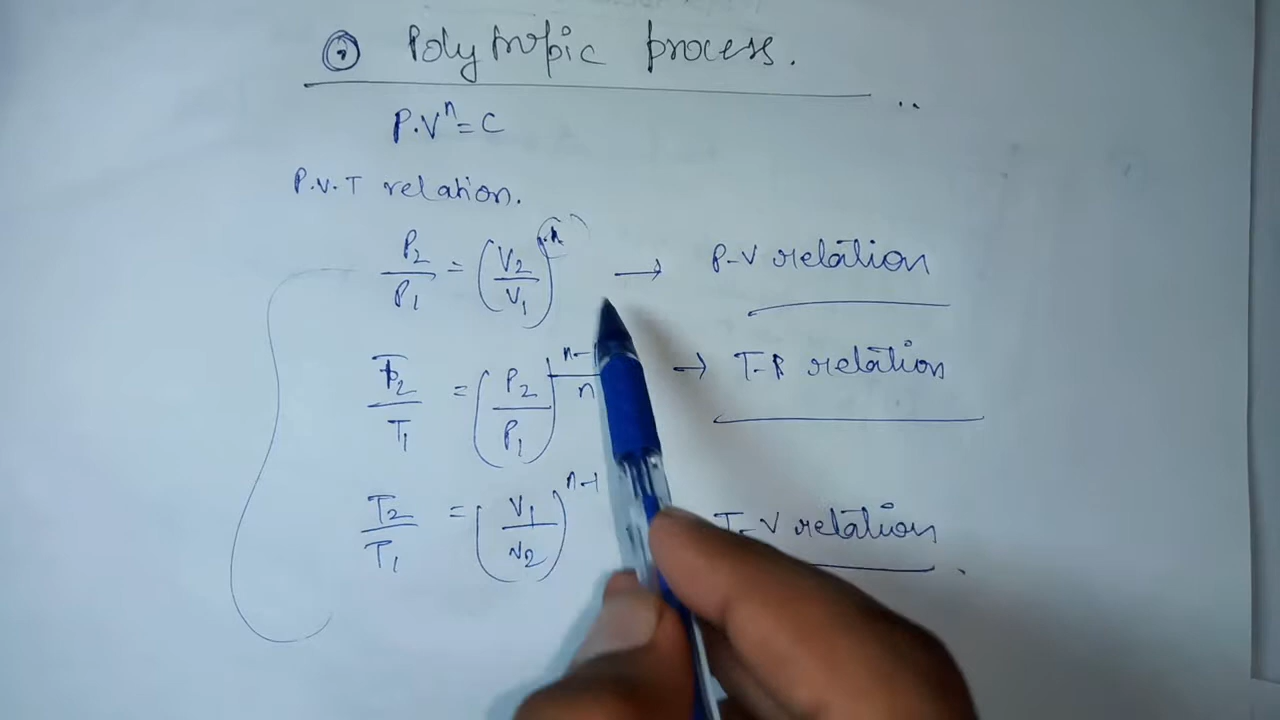 Polytropic process.
P.Vⁿ = C
P.V.T relation.
P₂/P₁ = (V₂/V₁) → P-V relation
T₂/T₁ = (P₂/P₁)^(n-/n) → T-P relation
T₂/T₁ = (V₁/V₂)^(n-1) T-V relation